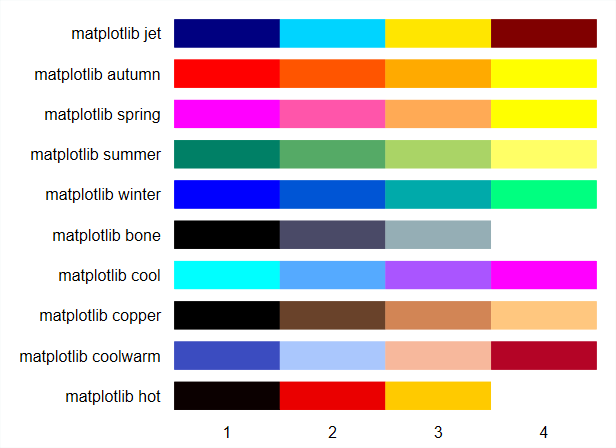 matplotlib jet
matplotlib autumn
matplotlib spring
matplotlib summer
matplotlib winter
matplotlib bone
matplotlib cool
matplotlib copper
matplotlib coolwarm
matplotlib hot
1 2 3 4